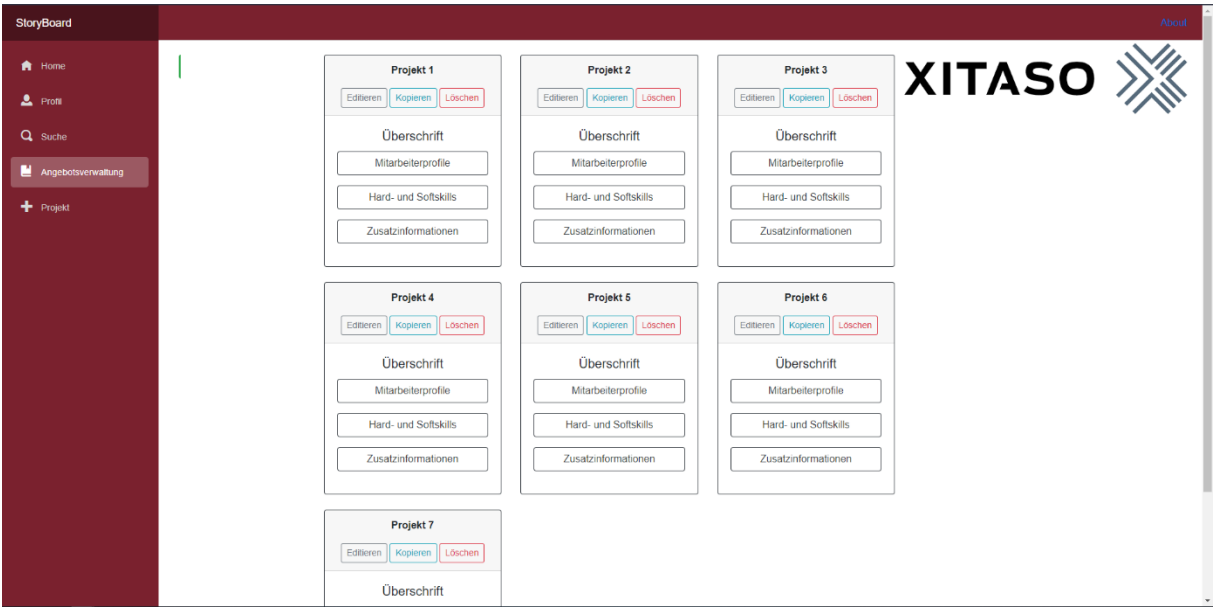 StoryBoard
About
Home
Profil
Suche
Angebotsverwaltung
Projekt
XITASO
Projekt 1
Editieren Kopieren Löschen
Überschrift
Mitarbeiterprofile
Hard- und Softskills
Zusatzinformationen
Projekt 2
Editieren Kopieren Löschen
Überschrift
Mitarbeiterprofile
Hard- und Softskills
Zusatzinformationen
Projekt 3
Editieren Kopieren Löschen
Überschrift
Mitarbeiterprofile
Hard- und Softskills
Zusatzinformationen
Projekt 4
Editieren Kopieren Löschen
Überschrift
Mitarbeiterprofile
Hard- und Softskills
Zusatzinformationen
Projekt 5
Editieren Kopieren Löschen
Überschrift
Mitarbeiterprofile
Hard- und Softskills
Zusatzinformationen
Projekt 6
Editieren Kopieren Löschen
Überschrift
Mitarbeiterprofile
Hard- und Softskills
Zusatzinformationen
Projekt 7
Editieren Kopieren Löschen
Überschrift